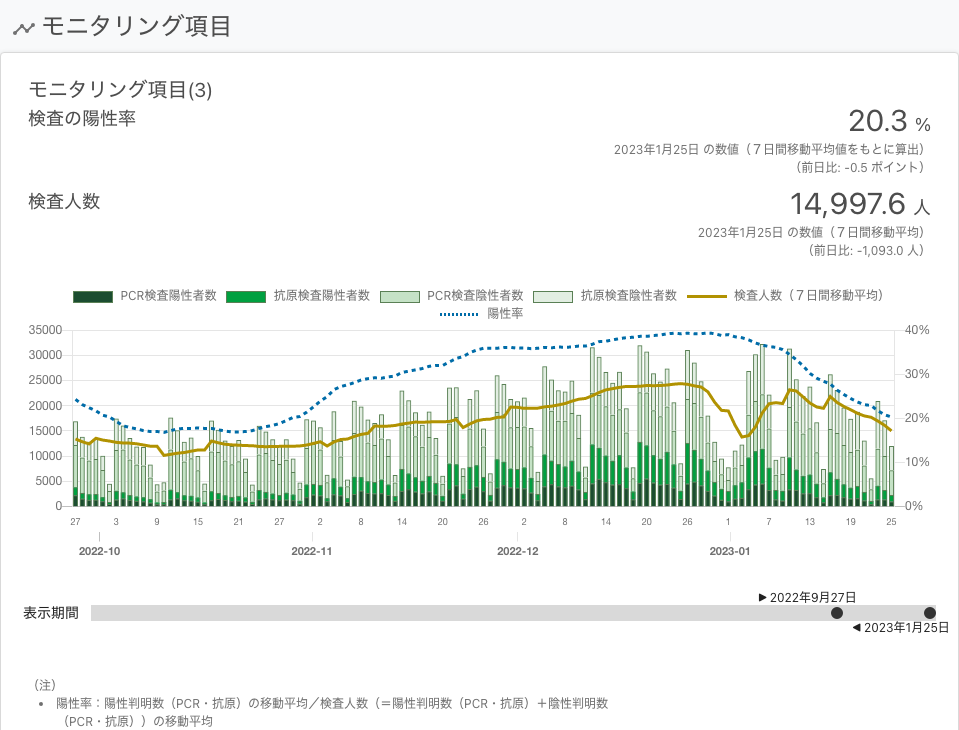 モニタリング項目
モニタリング項目(3)
検査の陽性率
20.3 %
2023年1月25日 の数値（７日間移動平均値をもとに算出）
（前日比: -0.5 ポイント）
検査人数
14,997.6 人
2023年1月25日 の数値（７日間移動平均）
（前日比: -1,093.0 人）
PCR検査陽性者数 抗原検査陽性者数 PCR検査陰性者数 抗原検査陰性者数 検査人数（７日間移動平均）
陽性率
35000 40%
30000
25000 30%
20000
15000 20%
10000 10%
5000
0 0%
27 3 9 15 21 27 2 8 14 20 26 2 8 14 20 26 1 7 13 19 25
2022-10 2022-11 2022-12 2023-01
▶ 2022年9月27日
表示期間
◀ 2023年1月25日
（注）
• 陽性率：陽性判明数（PCR・抗原）の移動平均／検査人数（＝陽性判明数（PCR・抗原）＋陰性判明数
（PCR・抗原））の移動平均